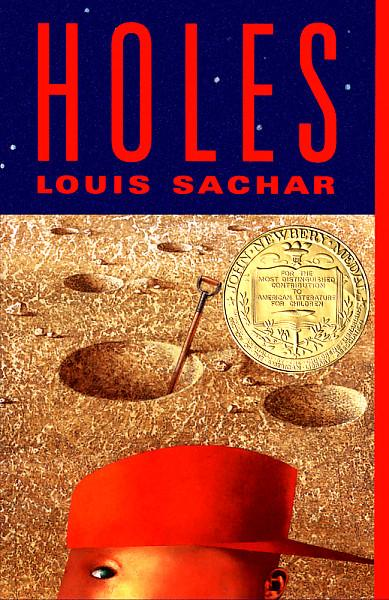 HOLES
LOUIS SACHAR
JOHN NEWBERY MEDAL
FOR THE
MOST DISTINGUISHED
CONTRIBUTION
TO
AMERICAN LITERATURE
FOR CHILDREN